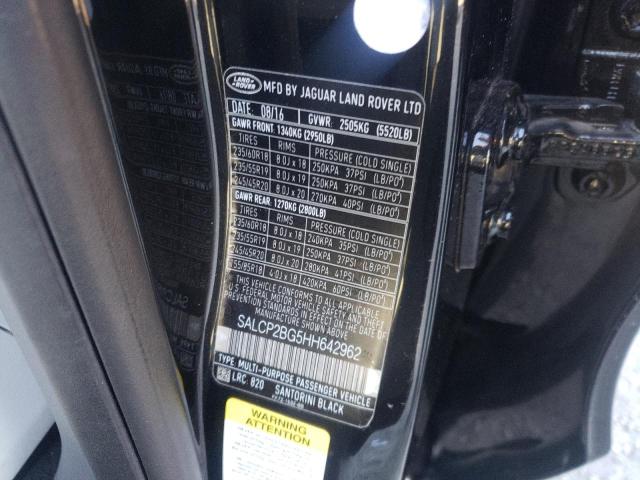 LAND ROVER
MFD BY JAGUAR LAND ROVER LTD
DATE: 08/16 GVWR: 2505KG (5520LB)
GAWR FRONT: 1340KG (2950LB)
TIRES RIMS PRESSURE (COLD SINGLE)
235/60R18 8.0J x 18 250KPA 37PSI (LB/PO²)
235/55R19 8.0J x 19 250KPA 37PSI (LB/PO²)
245/45R20 8.0J x 20 270KPA 40PSI (LB/PO²)
GAWR REAR: 1270KG (2800LB)
TIRES RIMS PRESSURE (COLD SINGLE)
235/60R18 8.0J x 18 240KPA 35PSI (LB/PO²)
235/55R19 8.0J x 19 250KPA 37PSI (LB/PO²)
245/45R20 8.0J x 20 280KPA 41PSI (LB/PO²)
155/85R18 4.0J x 18 420KPA 60PSI (LB/PO²)
THIS VEHICLE CONFORMS TO ALL APPLICABLE
U.S. FEDERAL MOTOR VEHICLE SAFETY AND THEFT
PREVENTION STANDARDS IN EFFECT ON THE DATE
OF MANUFACTURE SHOWN ABOVE.
SALCP2BG5HH642962
TYPE: MULTI-PURPOSE PASSENGER VEHICLE
LRC: 820 SANTORINI BLACK
WARNING
ADVERTENCIA